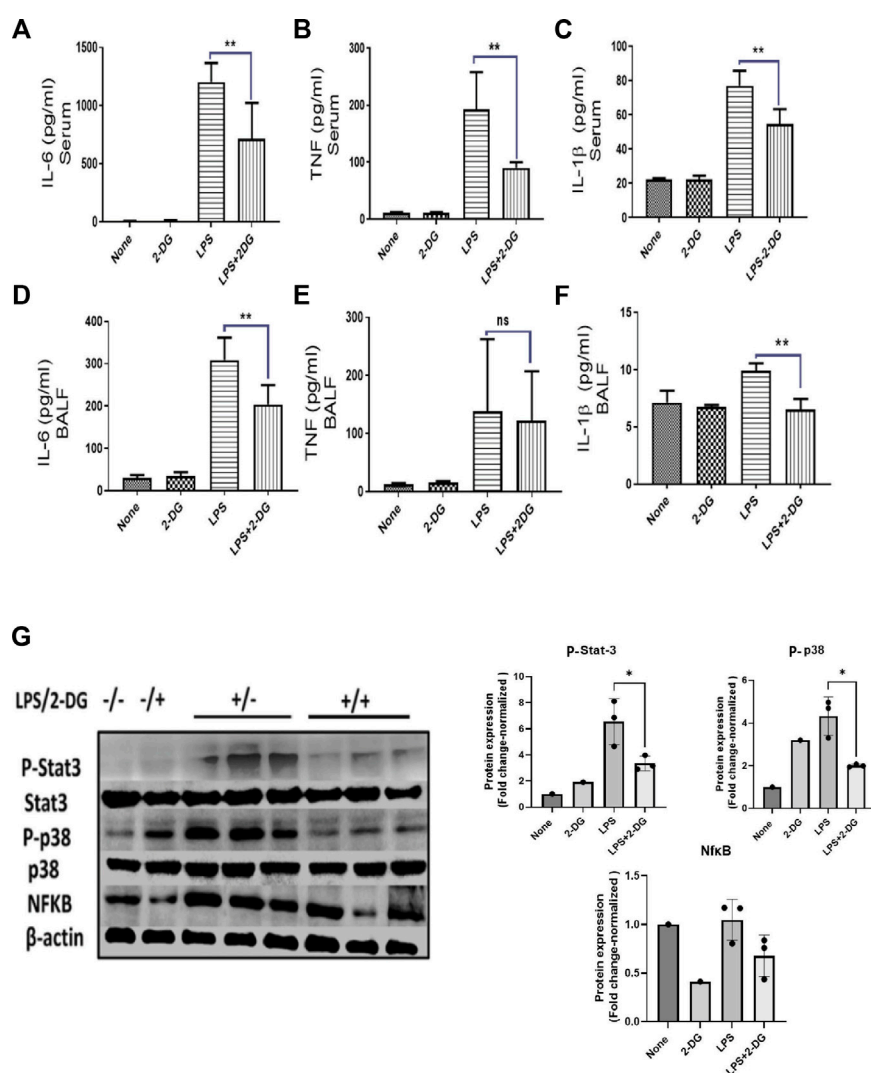 A
IL-6 (pg/ml)
Serum
1500
1000
500
0
**
None
2-DG
LPS
LPS+2DG
B
TNF (pg/ml)
Serum
300
200
100
0
**
None
2-DG
LPS
LPS+2-DG
C
IL-1β (pg/ml)
Serum
100
80
60
40
20
0
**
None
2-DG
LPS
LPS-2-DG
D
IL-6 (pg/ml)
BALF
400
300
200
100
0
**
None
2-DG
LPS
LPS+2-DG
E
TNF (pg/ml)
BALF
300
200
100
0
ns
None
2-DG
LPS
LPS+2DG
F
IL-1β (pg/ml)
BALF
15
10
5
0
**
None
2-DG
LPS
LPS+2-DG
G
LPS/2-DG -/- -/+ +/- +/+
P-Stat3
Stat3
P-p38
p38
NFKB
β-actin
P-Stat-3
Protein expression
(Fold change-normalized )
10
8
6
4
2
0
*
None
2-DG
LPS
LPS+2-DG
P- p38
Protein expression
(Fold change-normalized )
6
4
2
0
*
None
2-DG
LPS
LPS+2-DG
NfkB
Protein expression
(Fold change-normalized )
1.5
1.0
0.5
0.0
None
2-DG
LPS
LPS+2-DG